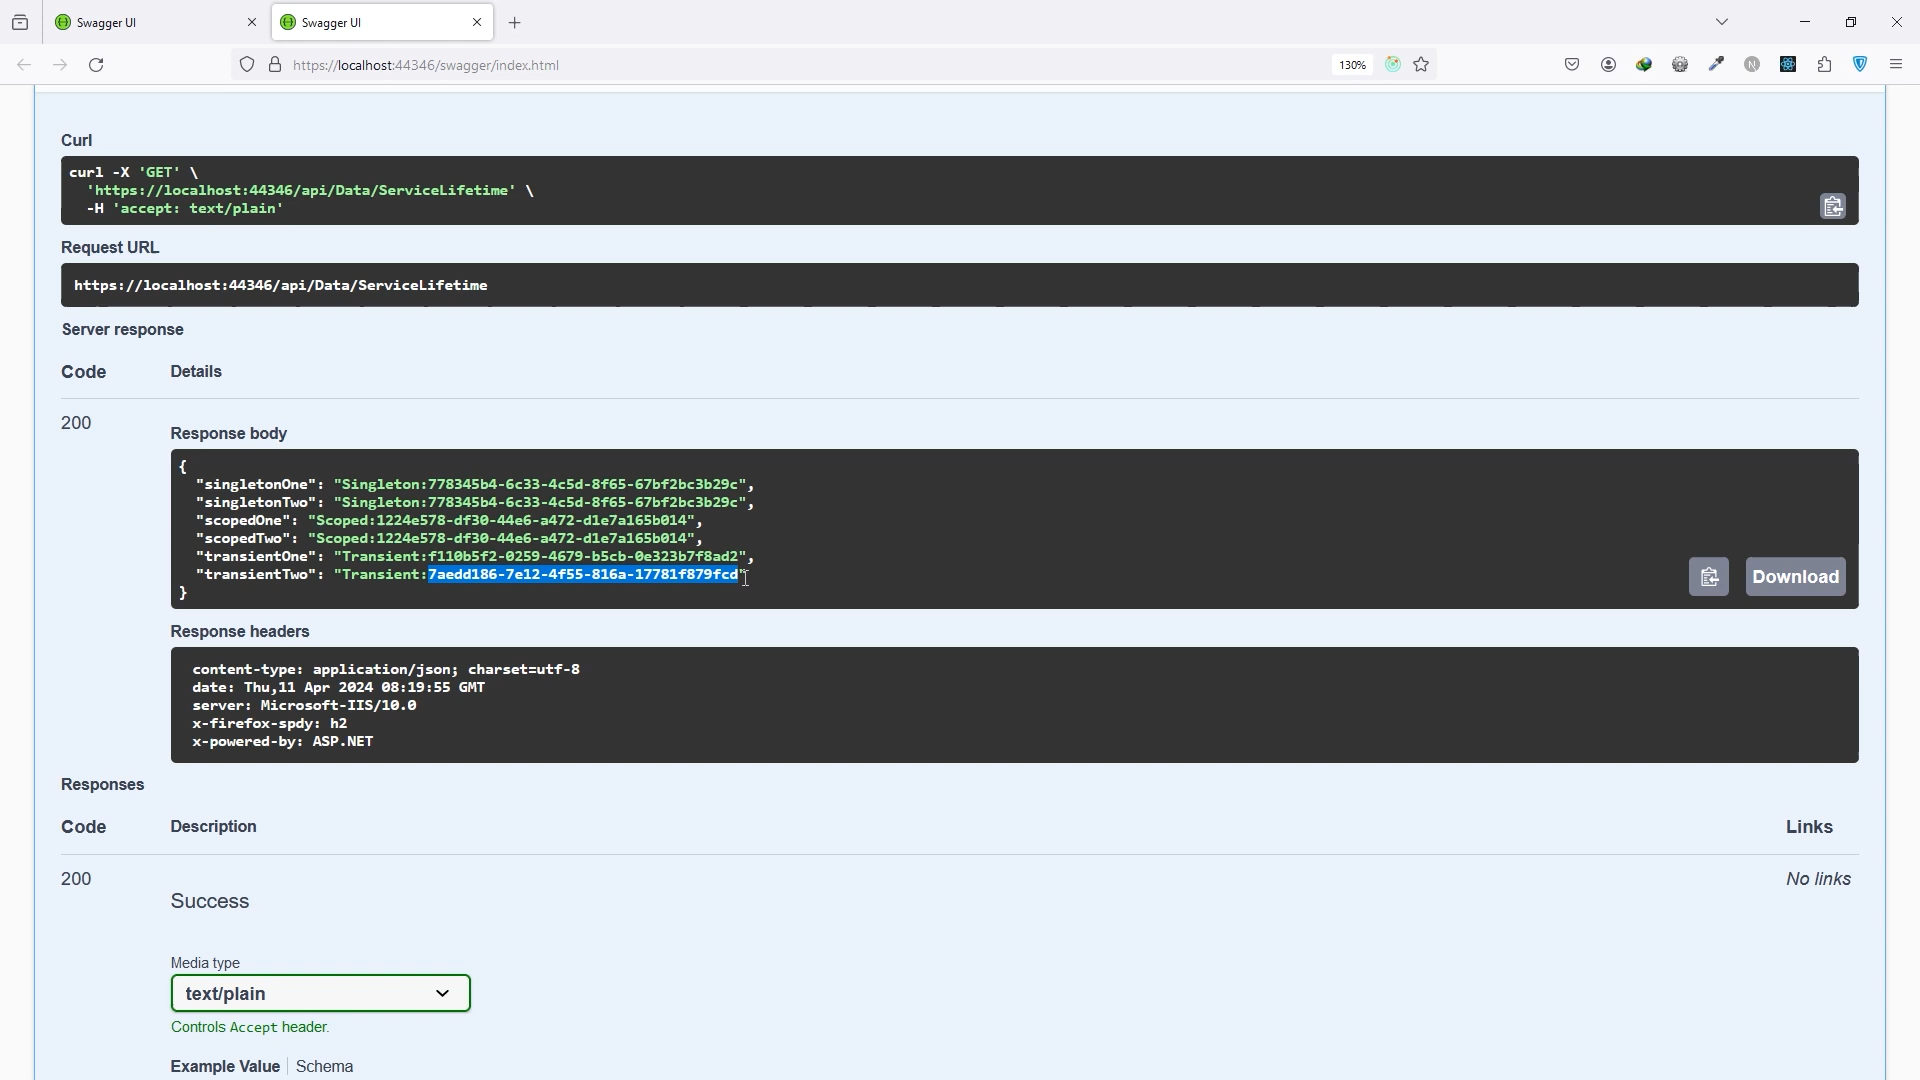 Swagger UI
Swagger UI
https://localhost:44346/swagger/index.html
130%
Curl
curl -X 'GET' \
'https://localhost:44346/api/Data/ServiceLifetime' \
-H 'accept: text/plain'
Request URL
https://localhost:44346/api/Data/ServiceLifetime
Server response
Code Details
200
Response body
{
"singletonOne": "Singleton:778345b4-6c33-4c5d-8f65-67bf2bc3b29c",
"singletonTwo": "Singleton:778345b4-6c33-4c5d-8f65-67bf2bc3b29c",
"scopedOne": "Scoped:1224e578-df30-44e6-a472-d1e7a165b014",
"scopedTwo": "Scoped:1224e578-df30-44e6-a472-d1e7a165b014",
"transientOne": "Transient:f110b5f2-0259-4679-b5cb-0e323b7f8ad2",
"transientTwo": "Transient:7aedd186-7e12-4f55-816a-17781f879fcd"
}
Download
Response headers
content-type: application/json; charset=utf-8
date: Thu,11 Apr 2024 08:19:55 GMT
server: Microsoft-IIS/10.0
x-firefox-spdy: h2
x-powered-by: ASP.NET
Responses
Code Description Links
200 No links
Success
Media type
text/plain
Controls Accept header.
Example Value Schema